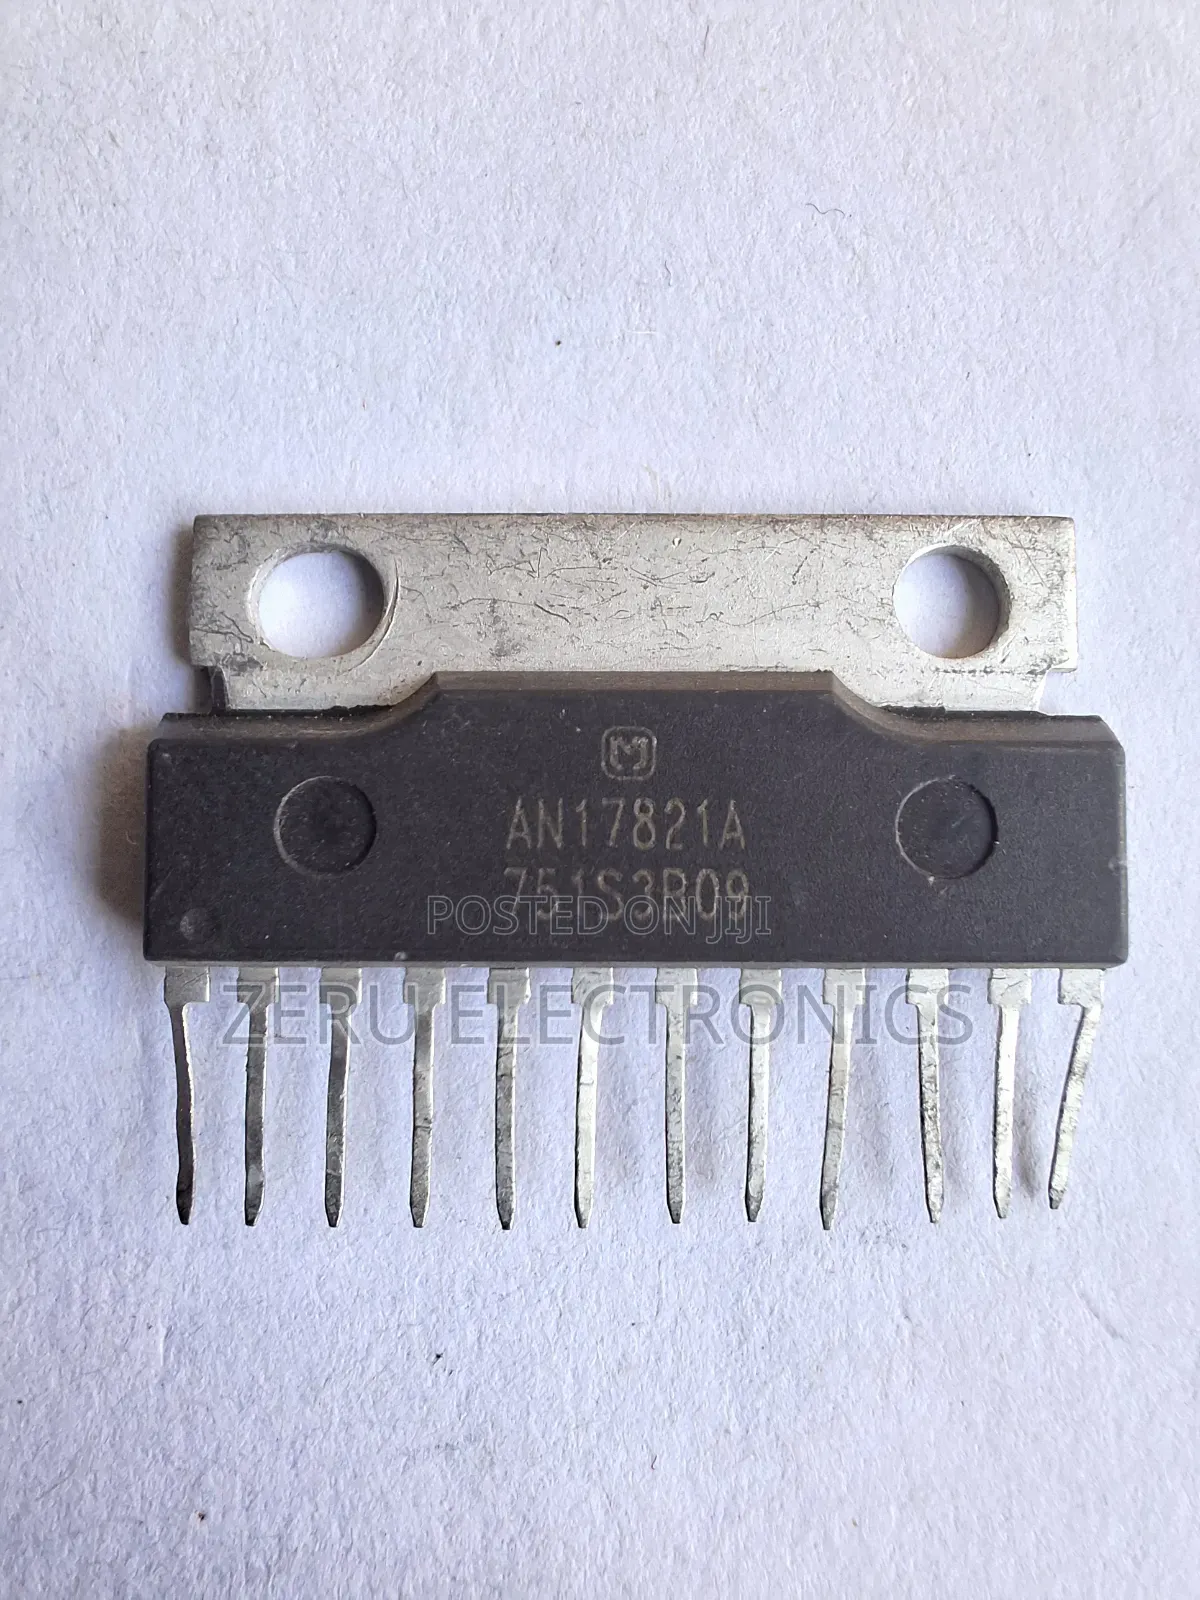 M
AN17821A
751S3R09
POSTED ON JIJI
ZERU ELECTRONICS